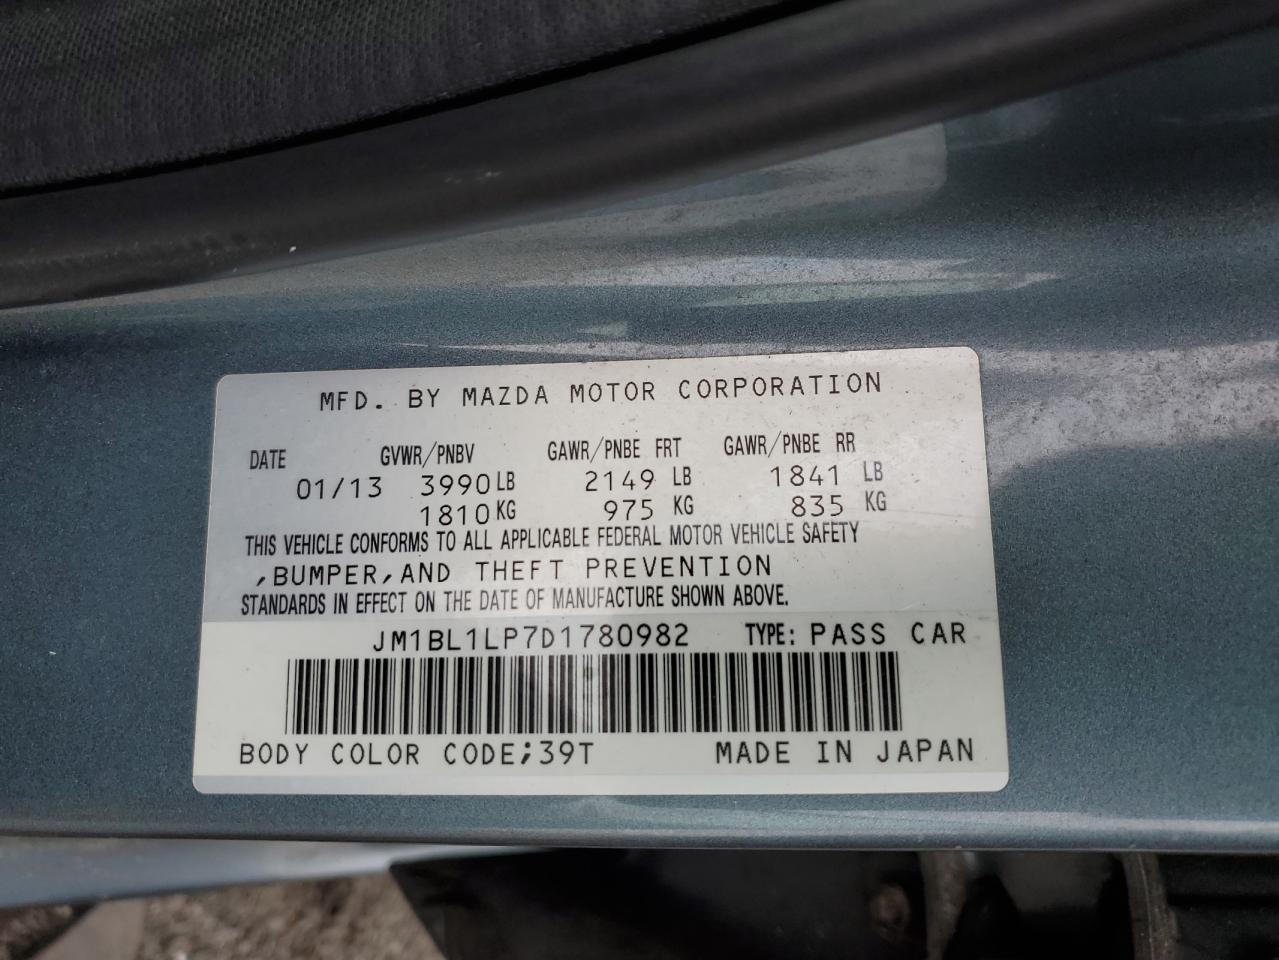 MFD. BY MAZDA MOTOR CORPORATION
DATE GVWR/PNBV GAWR/PNBE FRT GAWR/PNBE RR
01/13 3990 LB 2149 LB 1841 LB
1810 KG 975 KG 835 KG
THIS VEHICLE CONFORMS TO ALL APPLICABLE FEDERAL MOTOR VEHICLE SAFETY
,BUMPER,AND THEFT PREVENTION
STANDARDS IN EFFECT ON THE DATE OF MANUFACTURE SHOWN ABOVE.
JM1BL1LP7D1780982 TYPE: PASS CAR
BODY COLOR CODE;39T MADE IN JAPAN